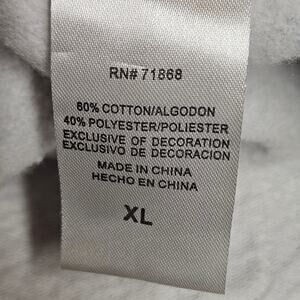 RN# 71868
60% COTTON/ALGODON
40% POLYESTER/POLIESTER
EXCLUSIVE OF DECORATION
EXCLUSIVO DE DECORACION
MADE IN CHINA
HECHO EN CHINA
XL